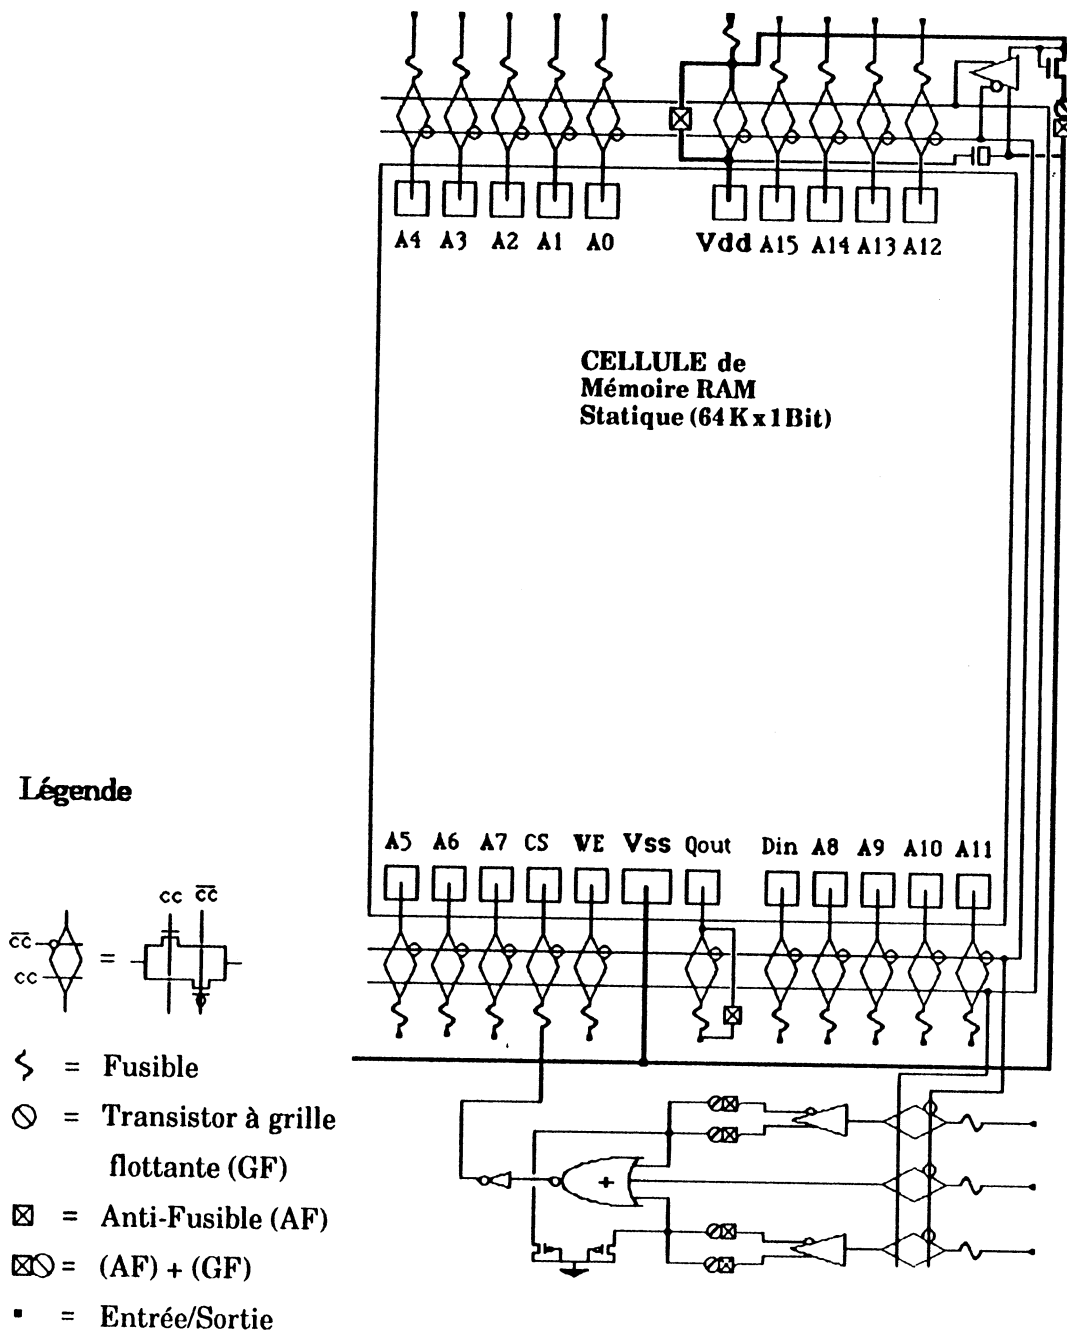 A4 A3 A2 A1 A0 Vdd A15 A14 A13 A12
CELLULE de
Mémoire RAM
Statique (64 K x 1 Bit)
Légende
A5 A6 A7 CS WE Vss Qout Din A8 A9 A10 A11
cc c̅c̅
c̅c̅
cc
=
= Fusible
= Transistor à grille
flottante (GF)
= Anti-Fusible (AF)
= (AF) + (GF)
= Entrée/Sortie
+